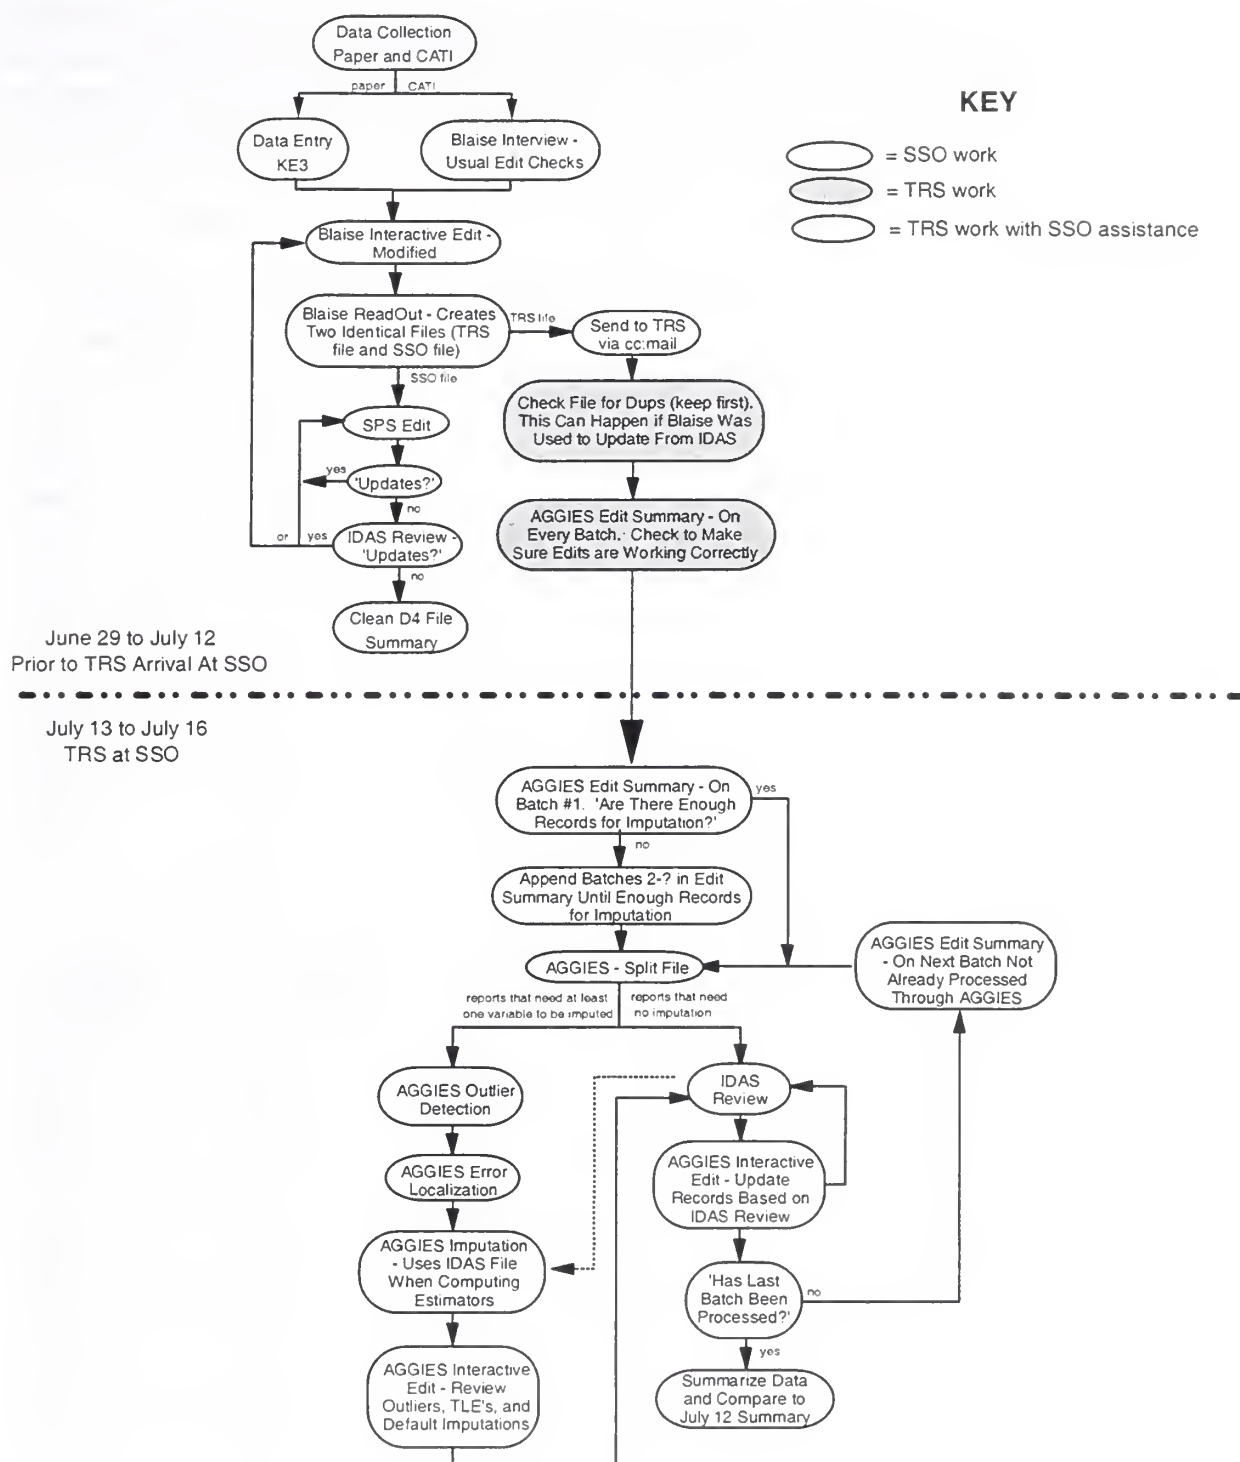 Data Collection
Paper and CATI
paper
CATI
Data Entry
KE3
Blaise Interview -
Usual Edit Checks
KEY
= SSO work
= TRS work
= TRS work with SSO assistance
Blaise Interactive Edit -
Modified
Blaise ReadOut - Creates
Two Identical Files (TRS
file and SSO file)
TRS file
Send to TRS
via cc:mail
SSO file
Check File for Dups (keep first).
This Can Happen if Blaise Was
Used to Update From IDAS
SPS Edit
yes
'Updates?'
no
AGGIES Edit Summary - On
Every Batch. Check to Make
Sure Edits are Working Correctly
or
yes
IDAS Review -
'Updates?'
no
Clean D4 File
Summary
June 29 to July 12
Prior to TRS Arrival At SSO
July 13 to July 16
TRS at SSO
AGGIES Edit Summary - On
Batch #1. 'Are There Enough
Records for Imputation?'
yes
no
Append Batches 2-? in Edit
Summary Until Enough Records
for Imputation
AGGIES - Split File
AGGIES Edit Summary
- On Next Batch Not
Already Processed
Through AGGIES
reports that need at least
one variable to be imputed
reports that need
no imputation
AGGIES Outlier
Detection
IDAS
Review
AGGIES Error
Localization
AGGIES Interactive
Edit - Update
Records Based on
IDAS Review
AGGIES Imputation
- Uses IDAS File
When Computing
Estimators
'Has Last
Batch Been
Processed?'
no
yes
AGGIES Interactive
Edit - Review
Outliers, TLE's, and
Default Imputations
Summarize Data
and Compare to
July 12 Summary